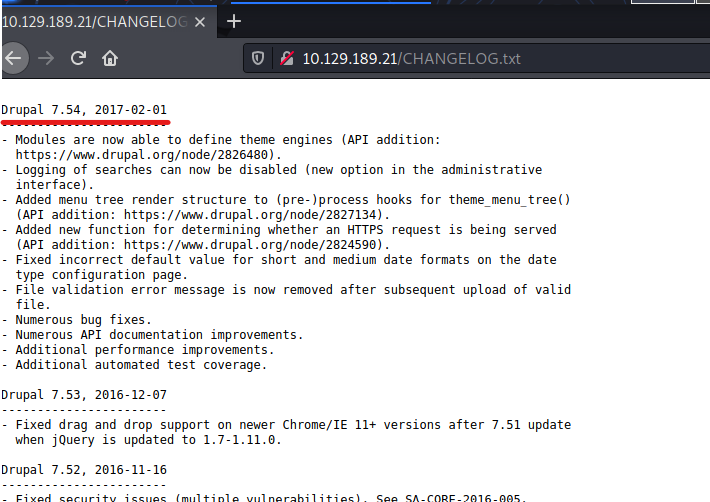 10.129.189.21/CHANGELOG
10.129.189.21/CHANGELOG.txt
Drupal 7.54, 2017-02-01
-----------------------
- Modules are now able to define theme engines (API addition:
https://www.drupal.org/node/2826480).
- Logging of searches can now be disabled (new option in the administrative
interface).
- Added menu tree render structure to (pre-)process hooks for theme_menu_tree()
(API addition: https://www.drupal.org/node/2827134).
- Added new function for determining whether an HTTPS request is being served
(API addition: https://www.drupal.org/node/2824590).
- Fixed incorrect default value for short and medium date formats on the date
type configuration page.
- File validation error message is now removed after subsequent upload of valid
file.
- Numerous bug fixes.
- Numerous API documentation improvements.
- Additional performance improvements.
- Additional automated test coverage.
Drupal 7.53, 2016-12-07
-----------------------
- Fixed drag and drop support on newer Chrome/IE 11+ versions after 7.51 update
when jQuery is updated to 1.7-1.11.0.
Drupal 7.52, 2016-11-16
-----------------------
- Fixed security issues (multiple vulnerabilities). See SA-CORE-2016-005.